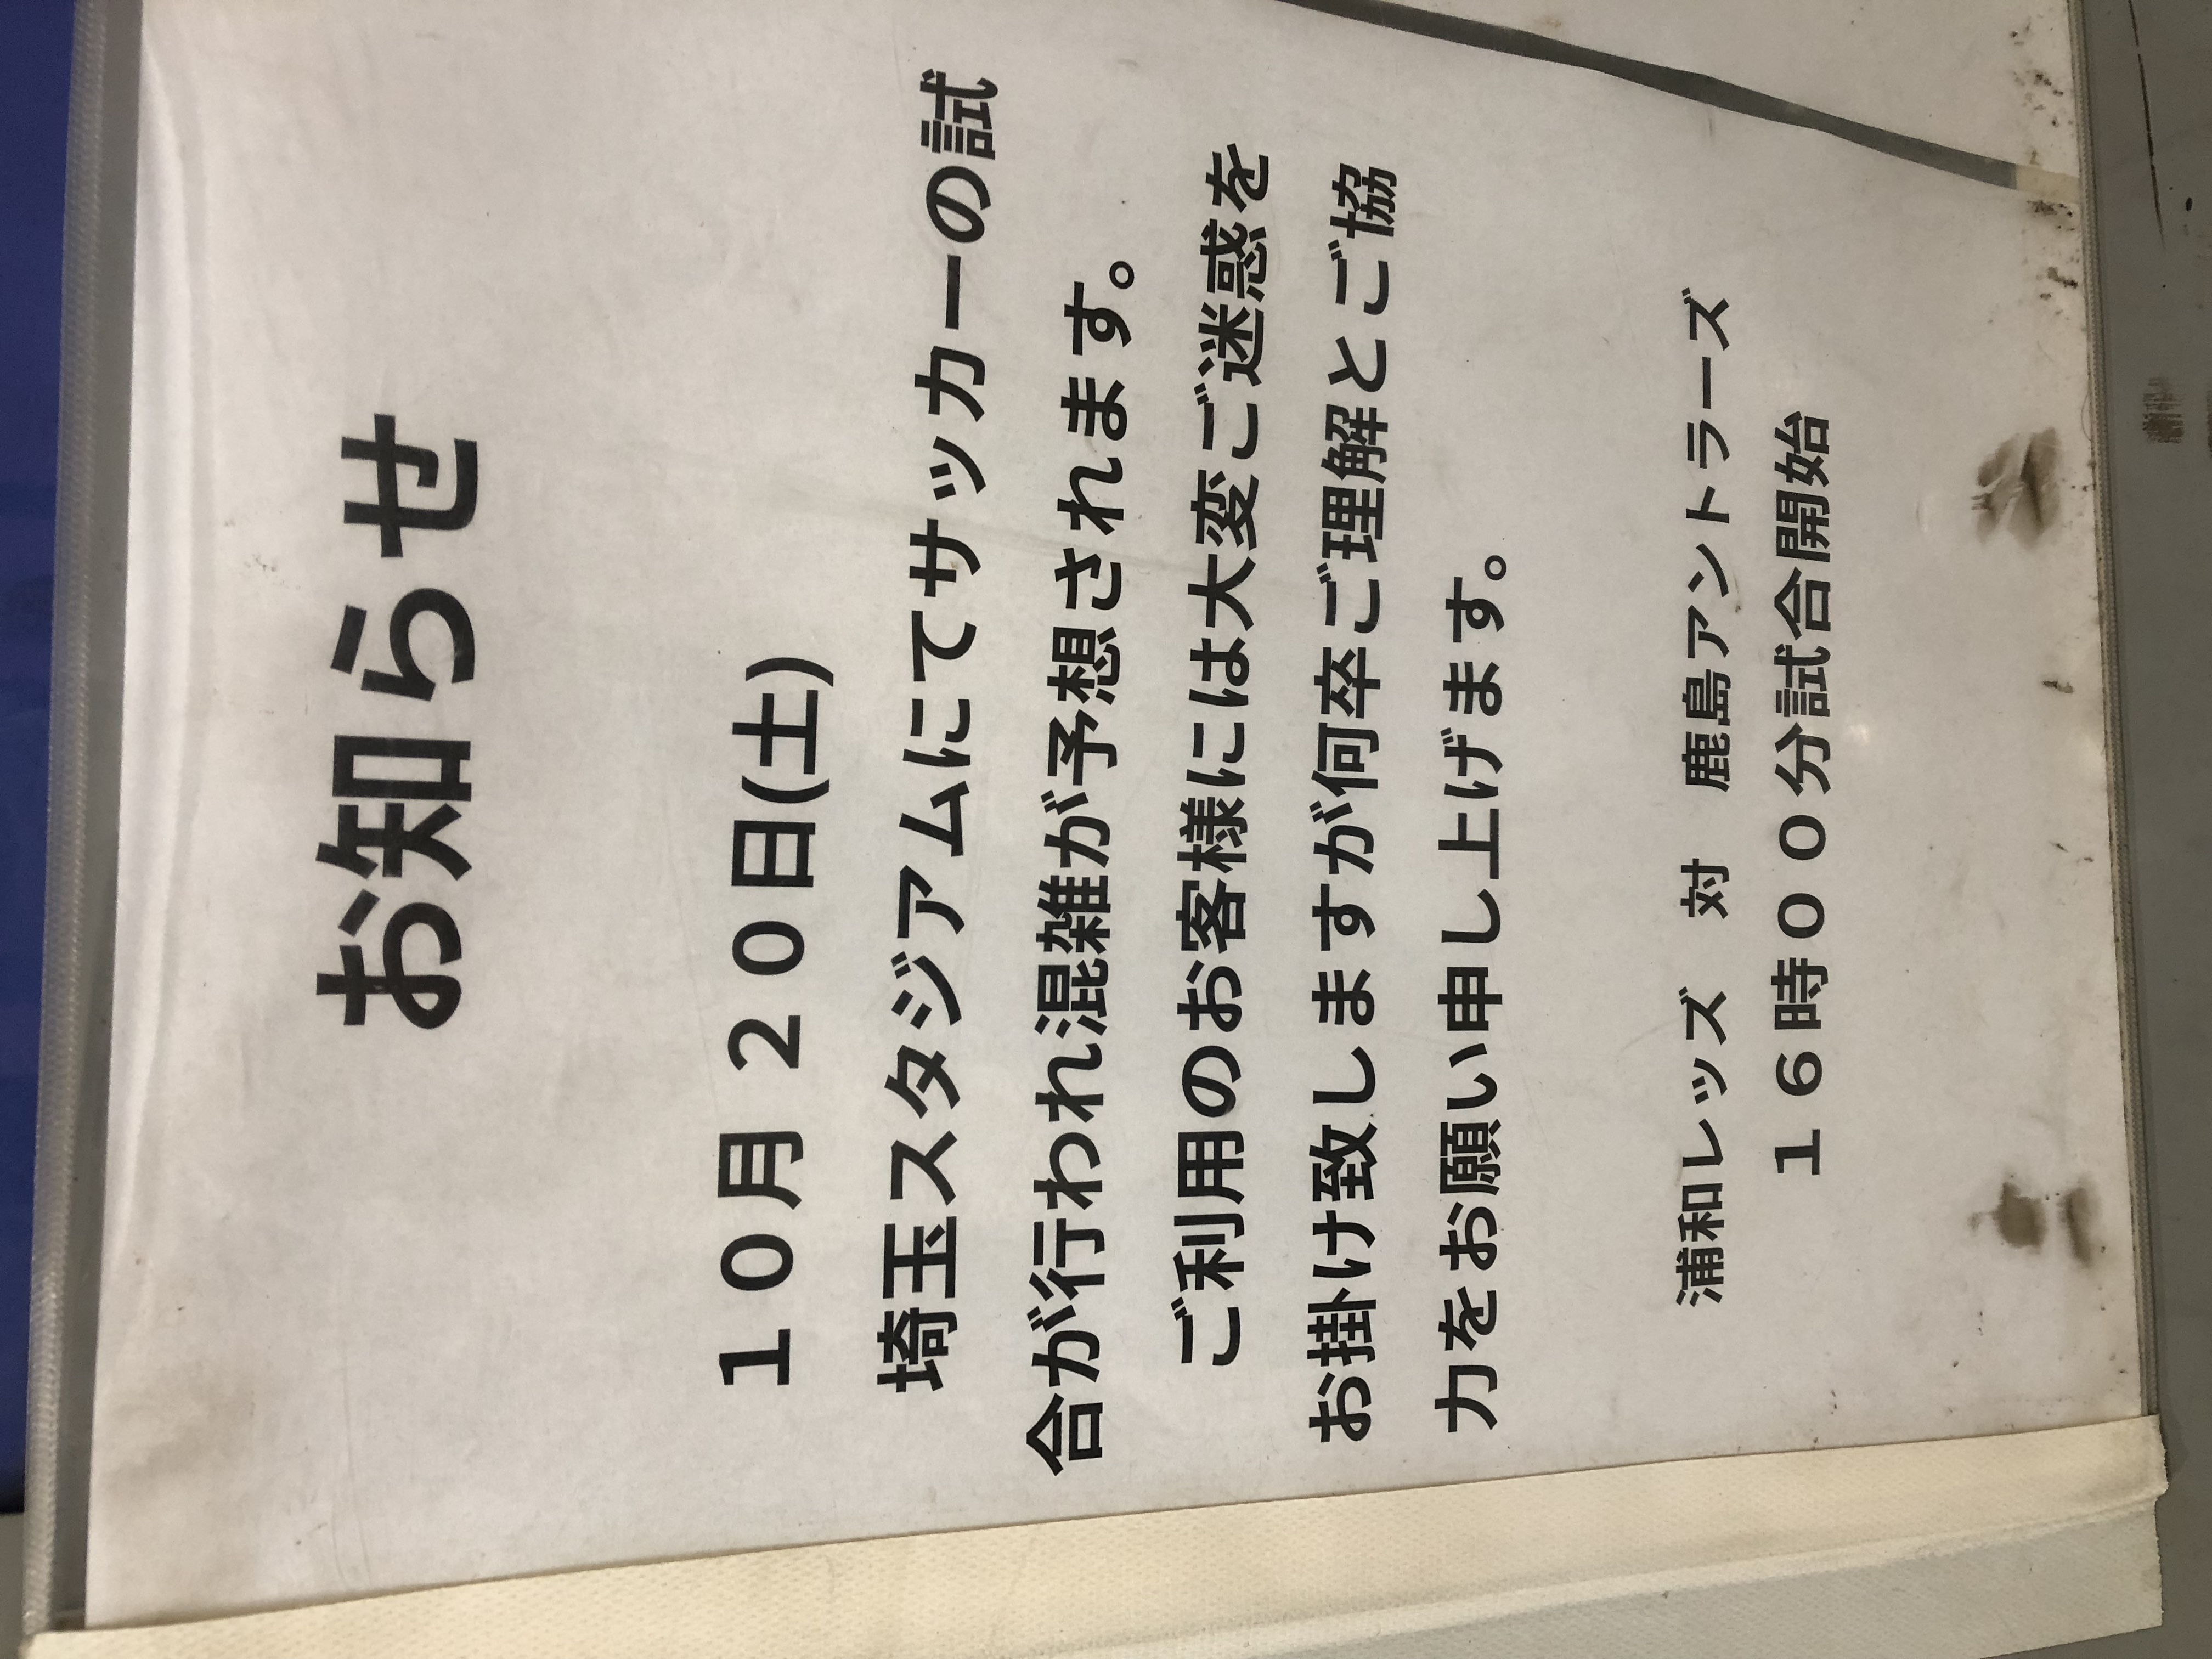 お知らせ
１０月２０日(土)
埼玉スタジアムにてサッカーの試
合が行われ混雑が予想されます。
ご利用のお客様には大変ご迷惑を
お掛け致しますが何卒ご理解とご協
力をお願い申し上げます。
浦和レッズ　対　鹿島アントラーズ
１６時００分試合開始